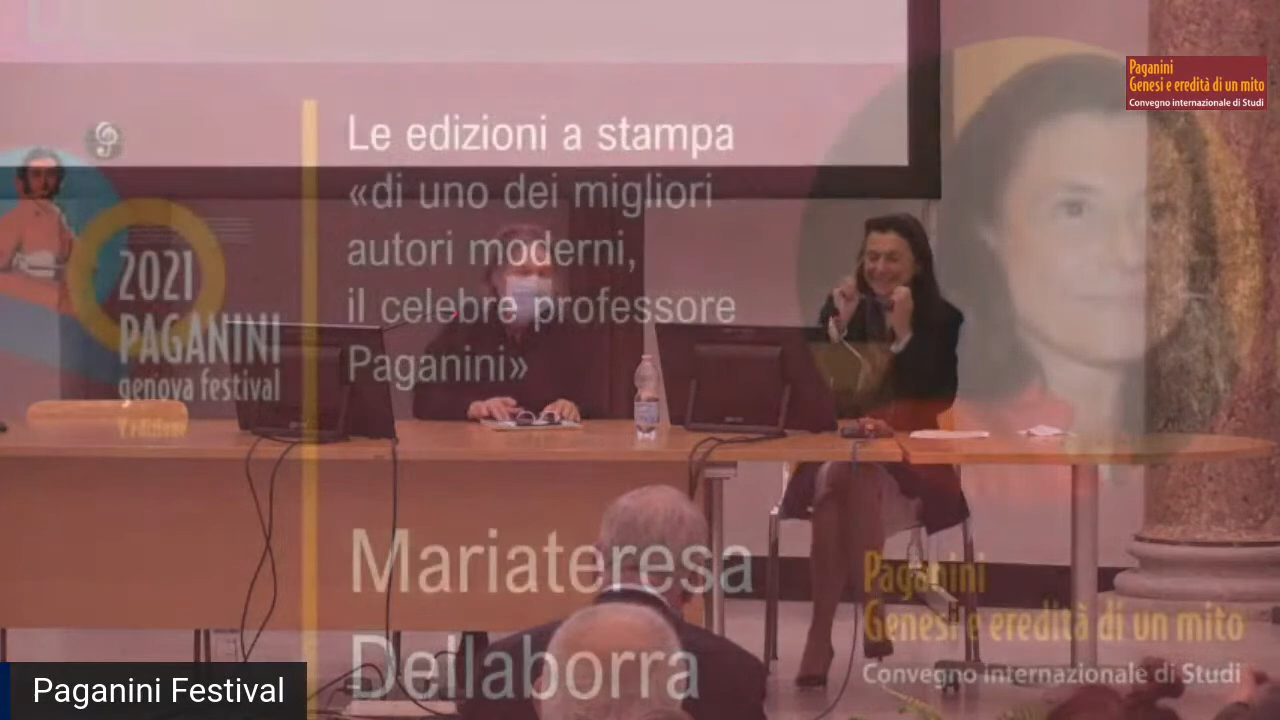 Paganini
Genesi e eredità di un mito
Convegno internazionale di Studi
Le edizioni a stampa
«di uno dei migliori
autori moderni,
il celebre professore
Paganini»
2021
PAGANINI
genova festival
V edizione
Mariateresa
Dellaborra
Paganini
Genesi e eredità di un mito
Convegno internazionale di Studi
Paganini Festival